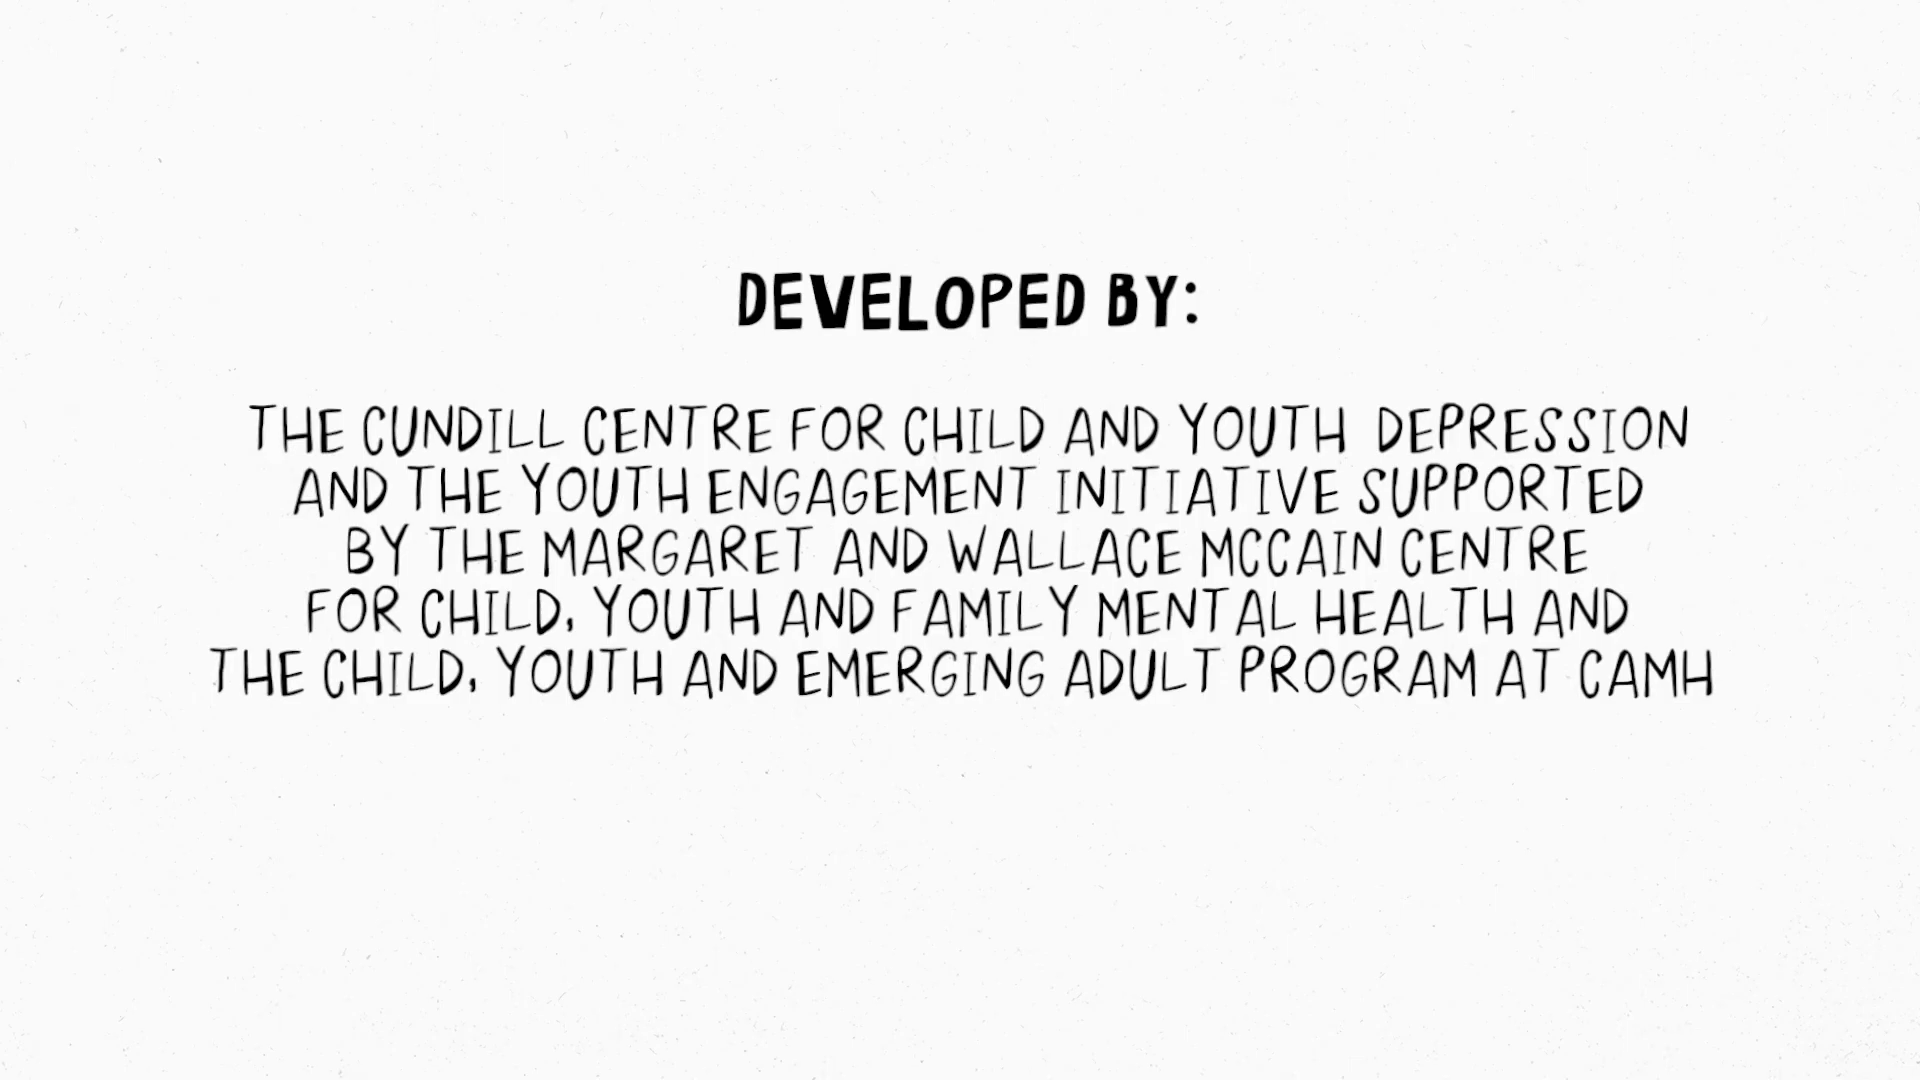 DEVELOPED BY:
THE CUNDILL CENTRE FOR CHILD AND YOUTH DEPRESSION
AND THE YOUTH ENGAGEMENT INITIATIVE SUPPORTED
BY THE MARGARET AND WALLACE MCCAIN CENTRE
FOR CHILD, YOUTH AND FAMILY MENTAL HEALTH AND
THE CHILD, YOUTH AND EMERGING ADULT PROGRAM AT CAMH